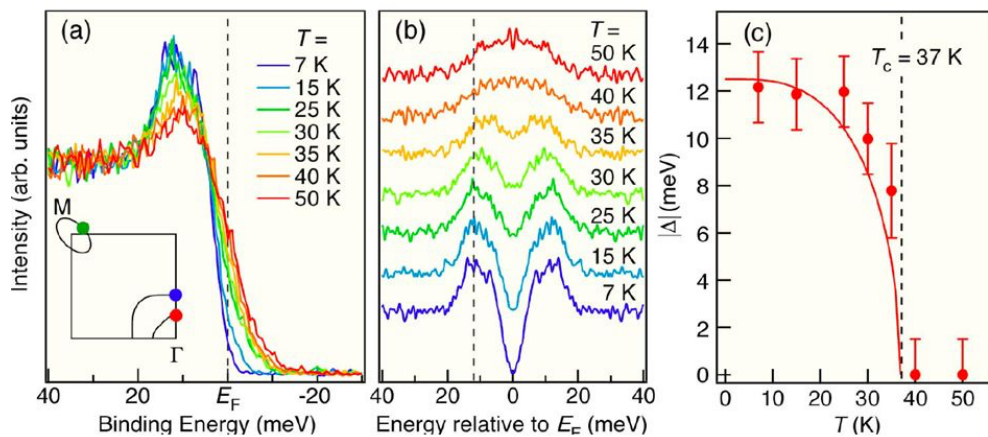 (a)
T =
7 K
15 K
25 K
30 K
35 K
40 K
50 K
M
Γ
Intensity (arb. units)
40
20
E_F
-20
Binding Energy (meV)
(b)
T =
50 K
40 K
35 K
30 K
25 K
15 K
7 K
40
20
0
20
40
Energy relative to E_F (meV)
(c)
T_c = 37 K
14
12
10
8
6
4
2
0
|Δ| (meV)
0
10
20
30
40
50
T (K)